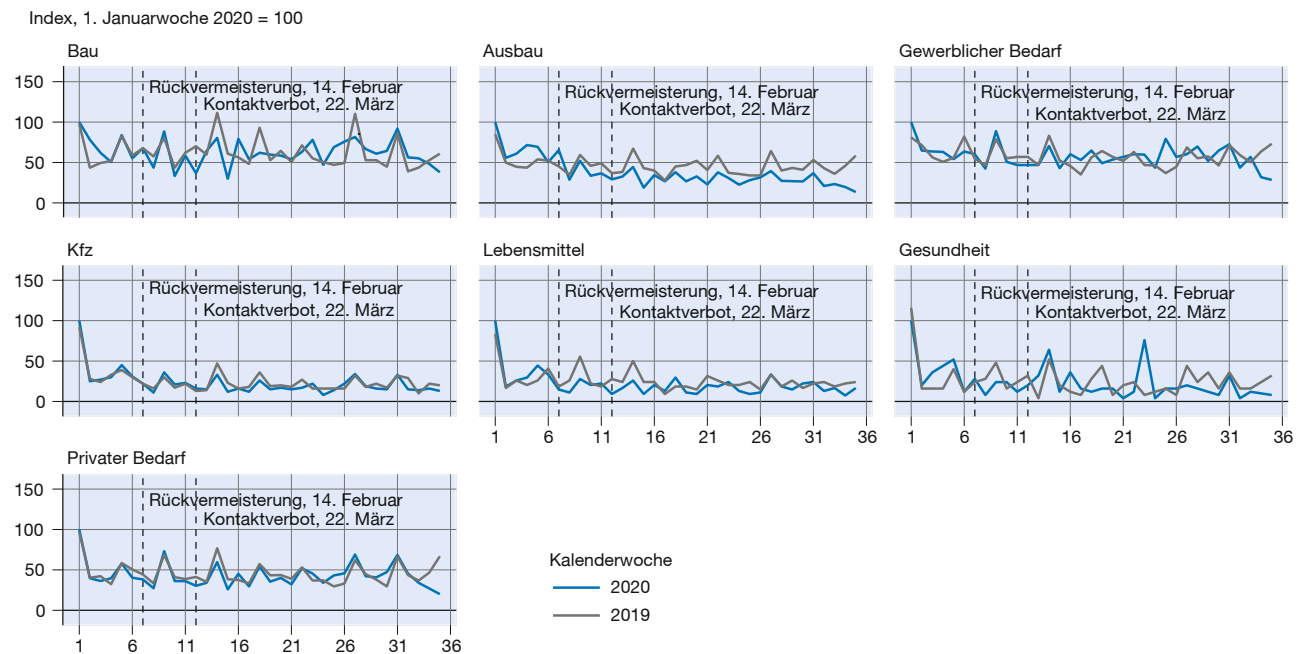 Index, 1. Januarwoche 2020 = 100
Bau
Ausbau
Gewerblicher Bedarf
150
100
50
0
Rückvermeisterung, 14. Februar
Kontaktverbot, 22. März
Rückvermeisterung, 14. Februar
Kontaktverbot, 22. März
Rückvermeisterung, 14. Februar
Kontaktverbot, 22. März
Kfz
Lebensmittel
Gesundheit
150
100
50
0
Rückvermeisterung, 14. Februar
Kontaktverbot, 22. März
Rückvermeisterung, 14. Februar
Kontaktverbot, 22. März
Rückvermeisterung, 14. Februar
Kontaktverbot, 22. März
1 6 11 16 21 26 31 36
1 6 11 16 21 26 31 36
Privater Bedarf
150
100
50
0
Rückvermeisterung, 14. Februar
Kontaktverbot, 22. März
1 6 11 16 21 26 31 36
Kalenderwoche
2020
2019